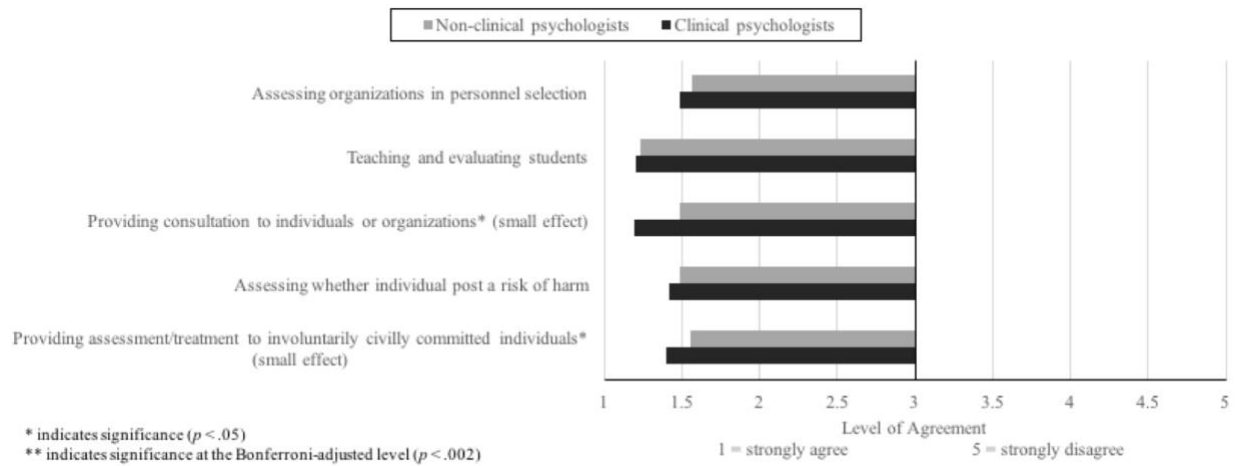 Non-clinical psychologists Clinical psychologists
Assessing organizations in personnel selection
Teaching and evaluating students
Providing consultation to individuals or organizations* (small effect)
Assessing whether individual post a risk of harm
Providing assessment/treatment to involuntarily civilly committed individuals*
(small effect)
1 1.5 2 2.5 3 3.5 4 4.5 5
Level of Agreement
1 = strongly agree 5 = strongly disagree
* indicates significance (p < .05)
** indicates significance at the Bonferroni-adjusted level (p < .002)